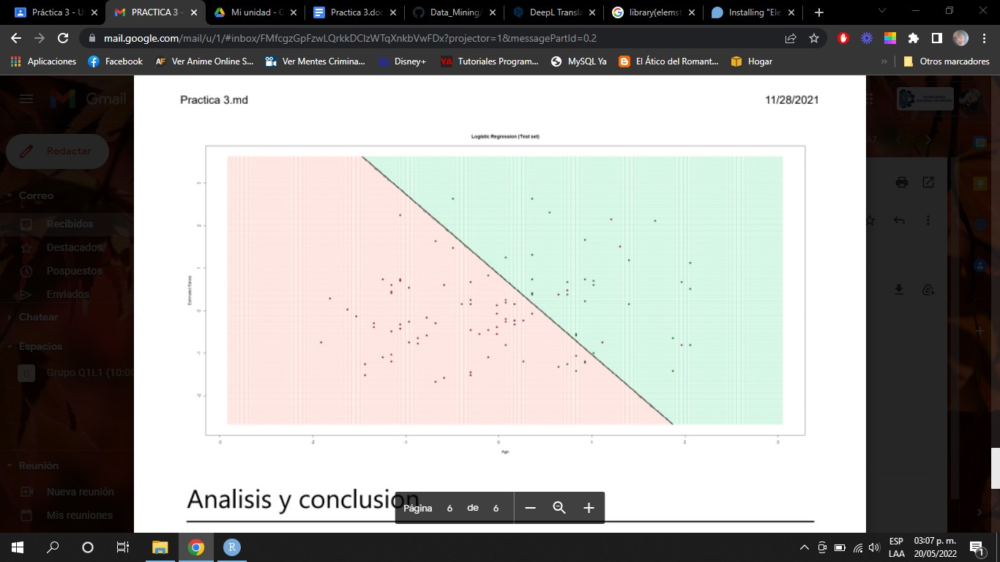 Práctica 3 - U
PRACTICA 3 -
Mi unidad - G
Practica 3.doc
Data_Mining/
DeepL Transla
library(elemst
Installing "Ele
mail.google.com/mail/u/1/#inbox/FMfcgzGpFzwLQrkkDClzWTqXnkbVwFDx?projector=1&messagePartId=0.2
Aplicaciones
Facebook
AF
Ver Anime Online S...
Ver Mentes Crimina...
Disney+
YA
Tutoriales Program...
MySQL Ya
El Ático del Romant...
Hogar
»
Otros marcadores
Gmail
Redactar
Correo
Recibidos
Destacados
Pospuestos
Enviados
Chatear
Espacios
G
Grupo Q1L1 (10:00
Reunión
Nueva reunión
Mis reuniones
Practica 3.md
11/28/2021
Logistic Regression (Test set)
Estimated Salary
3
2
1
0
-1
-2
-3
-2
-1
0
1
2
3
Age
Analisis y conclusion
Página 6 de 6
R
ESP
LAA
03:07 p. m.
20/05/2022
1